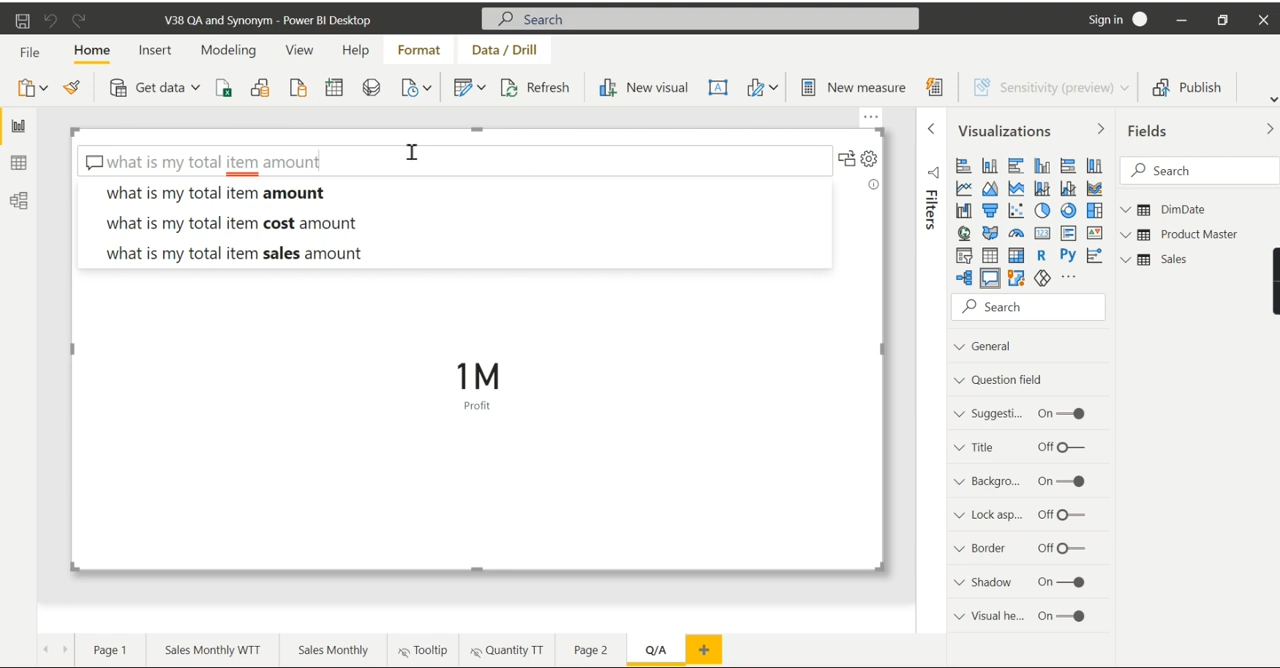 V38 QA and Synonym - Power BI Desktop
Search
Sign in
File
Home
Insert
Modeling
View
Help
Format
Data / Drill
Get data
Refresh
New visual
New measure
Sensitivity (preview)
Publish
what is my total item amount
what is my total item amount
what is my total item cost amount
what is my total item sales amount
1M
Profit
Filters
Visualizations
R
Py
Search
General
Question field
Suggesti... On
Title Off
Backgro... On
Lock asp... Off
Border Off
Shadow On
Visual he... On
Fields
Search
DimDate
Product Master
Sales
Page 1
Sales Monthly WTT
Sales Monthly
Tooltip
Quantity TT
Page 2
Q/A